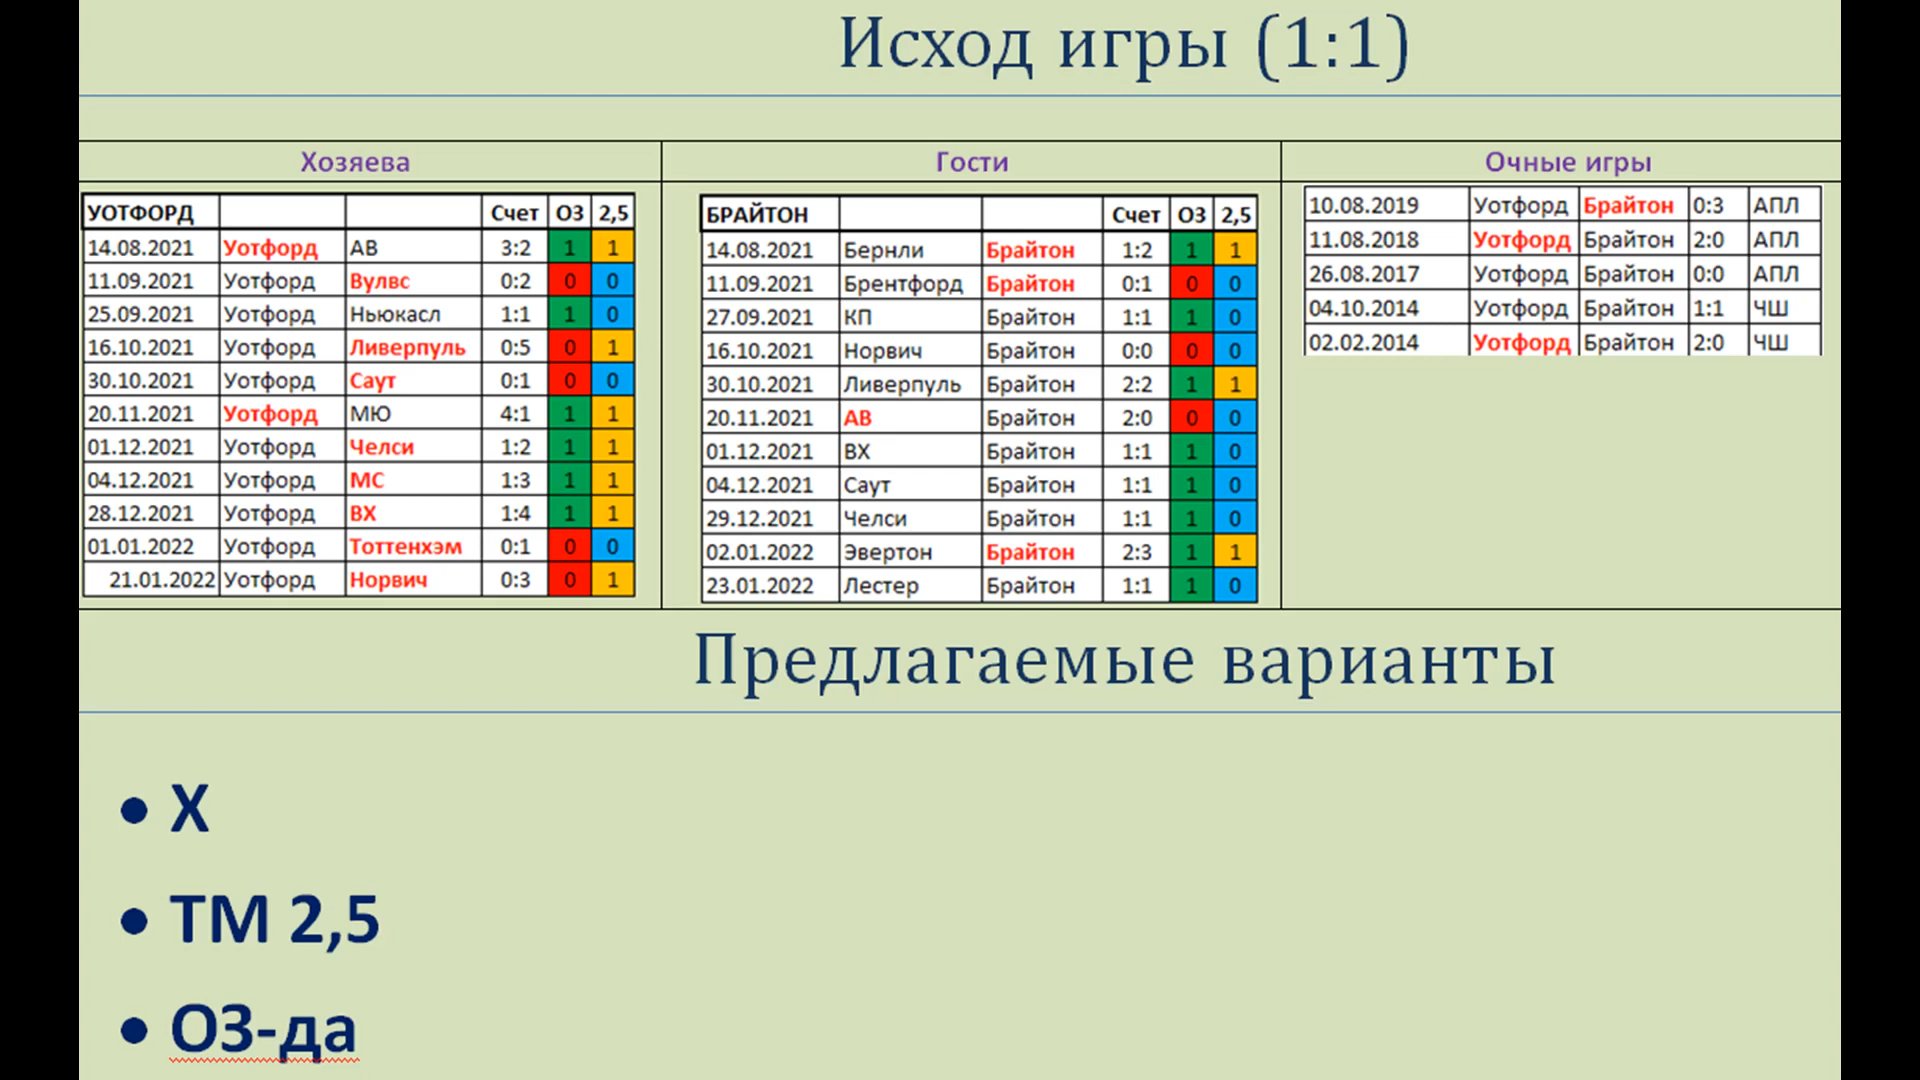 Исход игры (1:1)
Хозяева Гости Очные игры
УОТФОРД Счет ОЗ 2,5
14.08.2021 Уотфорд АВ 3:2 1 1
11.09.2021 Уотфорд Вулвс 0:2 0 0
25.09.2021 Уотфорд Ньюкасл 1:1 1 0
16.10.2021 Уотфорд Ливерпуль 0:5 0 1
30.10.2021 Уотфорд Саут 0:1 0 0
20.11.2021 Уотфорд МЮ 4:1 1 1
01.12.2021 Уотфорд Челси 1:2 1 1
04.12.2021 Уотфорд МС 1:3 1 1
28.12.2021 Уотфорд ВХ 1:4 1 1
01.01.2022 Уотфорд Тоттенхэм 0:1 0 0
21.01.2022 Уотфорд Норвич 0:3 0 1
БРАЙТОН Счет ОЗ 2,5
14.08.2021 Бернли Брайтон 1:2 1 1
11.09.2021 Брентфорд Брайтон 0:1 0 0
27.09.2021 КП Брайтон 1:1 1 0
16.10.2021 Норвич Брайтон 0:0 0 0
30.10.2021 Ливерпуль Брайтон 2:2 1 1
20.11.2021 АВ Брайтон 2:0 0 0
01.12.2021 ВХ Брайтон 1:1 1 0
04.12.2021 Саут Брайтон 1:1 1 0
29.12.2021 Челси Брайтон 1:1 1 0
02.01.2022 Эвертон Брайтон 2:3 1 1
23.01.2022 Лестер Брайтон 1:1 1 0
10.08.2019 Уотфорд Брайтон 0:3 АПЛ
11.08.2018 Уотфорд Брайтон 2:0 АПЛ
26.08.2017 Уотфорд Брайтон 0:0 АПЛ
04.10.2014 Уотфорд Брайтон 1:1 ЧШ
02.02.2014 Уотфорд Брайтон 2:0 ЧШ
Предлагаемые варианты
• Х
• ТМ 2,5
• ОЗ-да